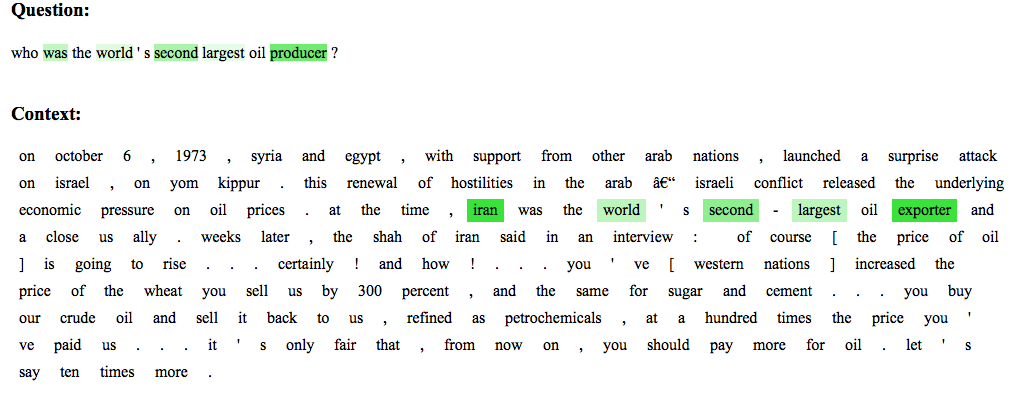 Question:
who was the world ' s second largest oil producer ?
Context:
on october 6 , 1973 , syria and egypt , with support from other arab nations , launched a surprise attack
on israel , on yom kippur . this renewal of hostilities in the arab â€“ israeli conflict released the underlying
economic pressure on oil prices . at the time , iran was the world ' s second - largest oil exporter and
a close us ally . weeks later , the shah of iran said in an interview : of course [ the price of oil
] is going to rise . . . certainly ! and how ! . . . you ' ve [ western nations ] increased the
price of the wheat you sell us by 300 percent , and the same for sugar and cement . . . you buy
our crude oil and sell it back to us , refined as petrochemicals , at a hundred times the price you '
ve paid us . . . it ' s only fair that , from now on , you should pay more for oil . let ' s
say ten times more .